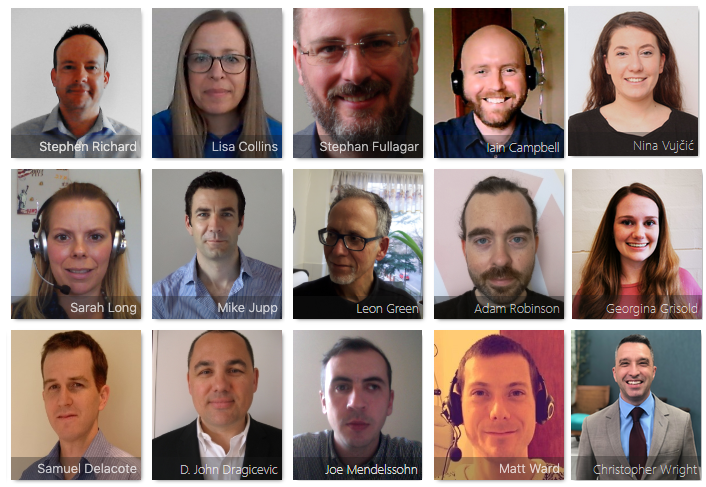 Stephen Richard
Lisa Collins
Stephan Fullagar
Iain Campbell
Nina Vujčić
Sarah Long
Mike Jupp
Leon Green
Adam Robinson
Georgina Grisold
Samuel Delacote
D. John Dragicevic
Joe Mendelssohn
Matt Ward
Christopher Wright